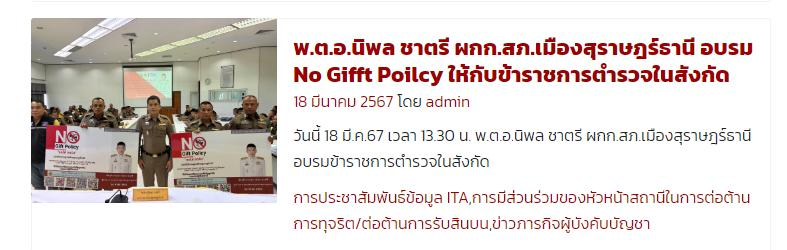 พ.ต.อ.นิพล ชาตรี ผกก.สภ.เมืองสุราษฎร์ธานี อบรม
No Gifft Poilcy ให้กับข้าราชการตำรวจในสังกัด
18 มีนาคม 2567 โดย admin
วันนี้ 18 มี.ค.67 เวลา 13.30 น. พ.ต.อ.นิพล ชาตรี ผกก.สภ.เมืองสุราษฎร์ธานี
อบรมข้าราชการตำรวจในสังกัด
การประชาสัมพันธ์ข้อมูล ITA,การมีส่วนร่วมของหัวหน้าสถานีในการต่อต้าน
การทุจริต/ต่อต้านการรับสินบน,ข่าวภารกิจผู้บังคับบัญชา
NO
Gift Policy
NO
Gift Policy